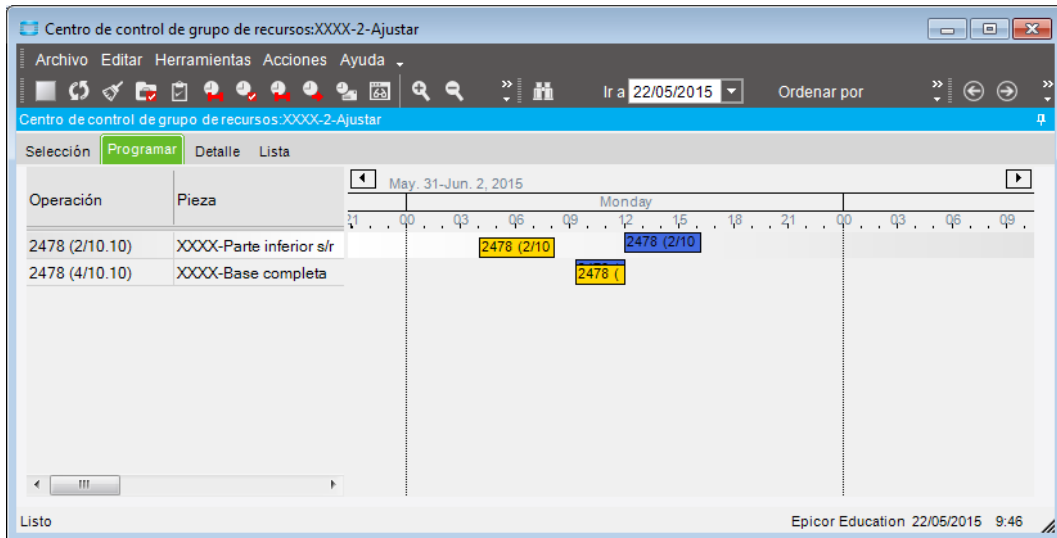 Centro de control de grupo de recursos:XXXX-2-Ajustar
Archivo Editar Herramientas Acciones Ayuda
Ir a 22/05/2015 Ordenar por
Centro de control de grupo de recursos:XXXX-2-Ajustar
Selección Programar Detalle Lista
May. 31-Jun. 2, 2015
Operación Pieza Monday
21 00 03 06 09 12 15 18 21 00 03 06 09
2478 (2/10.10) XXXX-Parte inferior s/r 2478 (2/10 2478 (2/10
2478 (4/10.10) XXXX-Base completa 2478 (
Listo Epicor Education 22/05/2015 9:46